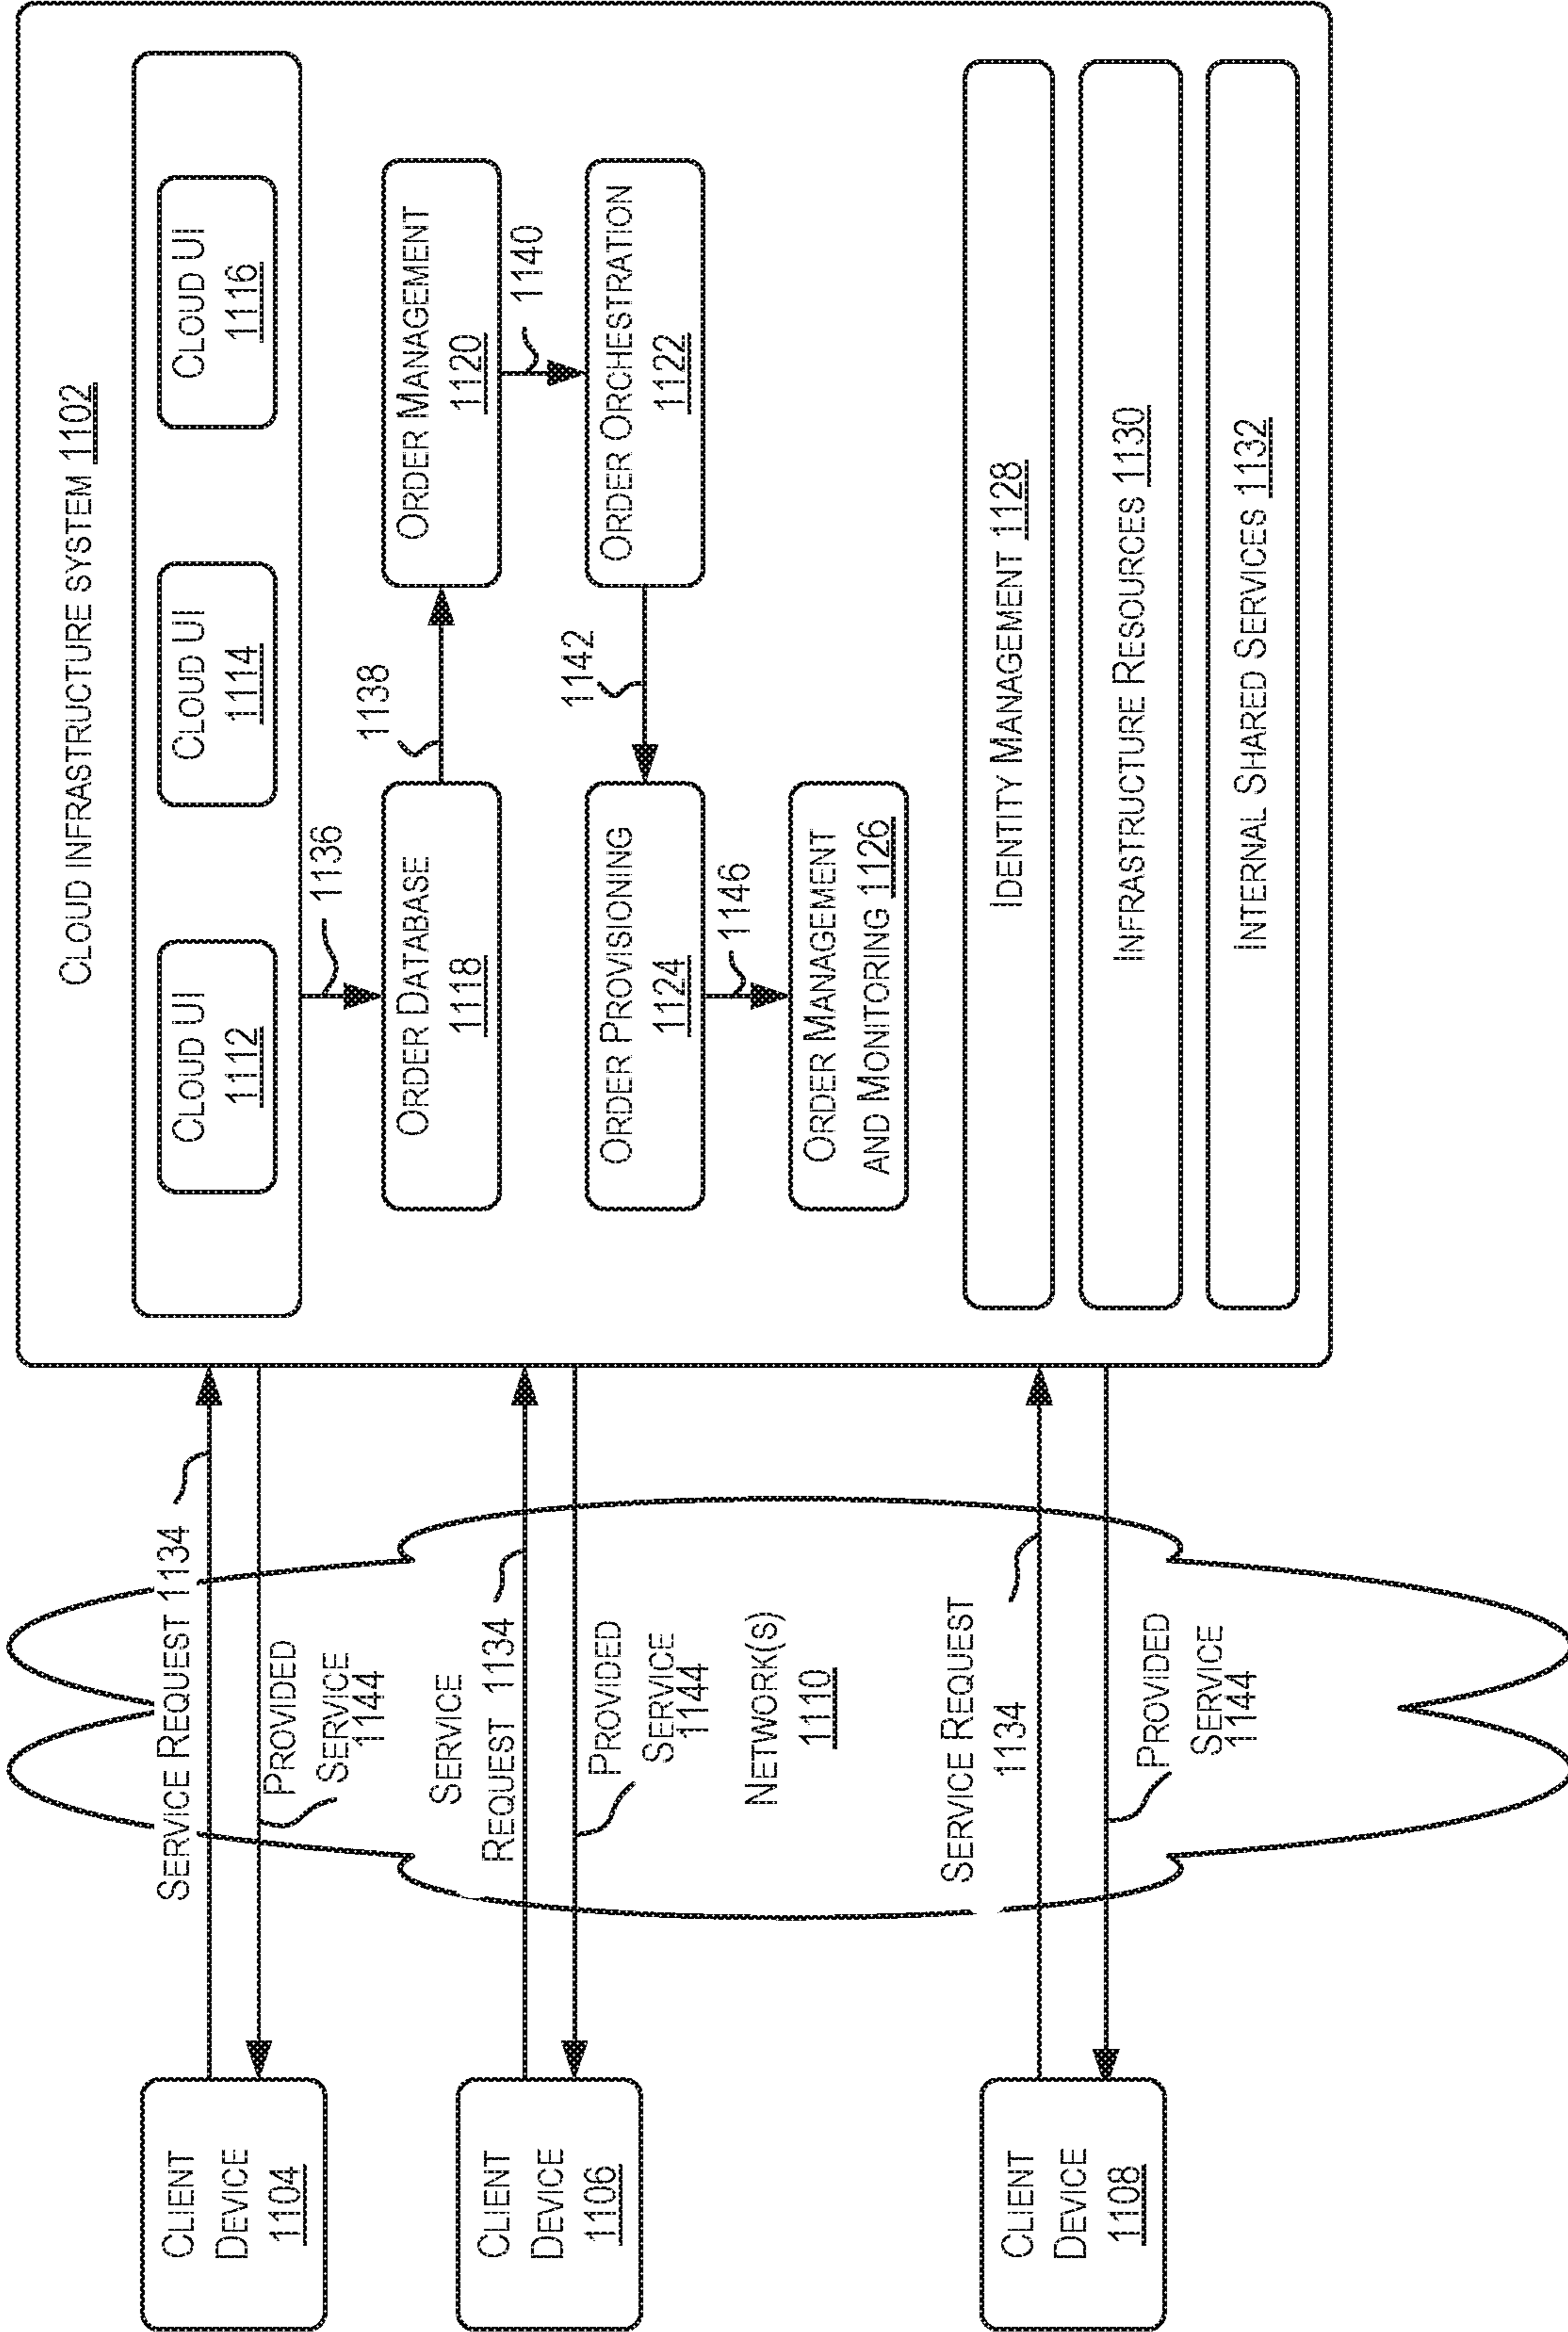 CLOUD INFRASTRUCTURE SYSTEM 1102
CLOUD UI
1112
CLOUD UI
1114
CLOUD UI
1116
1136
ORDER DATABASE
1118
1138
ORDER MANAGEMENT
1120
1140
ORDER PROVISIONING
1124
1142
ORDER ORCHESTRATION
1122
1146
ORDER MANAGEMENT
AND MONITORING 1126
IDENTITY MANAGEMENT 1128
INFRASTRUCTURE RESOURCES 1130
INTERNAL SHARED SERVICES 1132
CLIENT
DEVICE
1104
SERVICE REQUEST 1134
PROVIDED
SERVICE
1144
CLIENT
DEVICE
1106
SERVICE
REQUEST 1134
PROVIDED
SERVICE
1144
NETWORK(S)
1110
CLIENT
DEVICE
1108
SERVICE REQUEST
1134
PROVIDED
SERVICE
1144